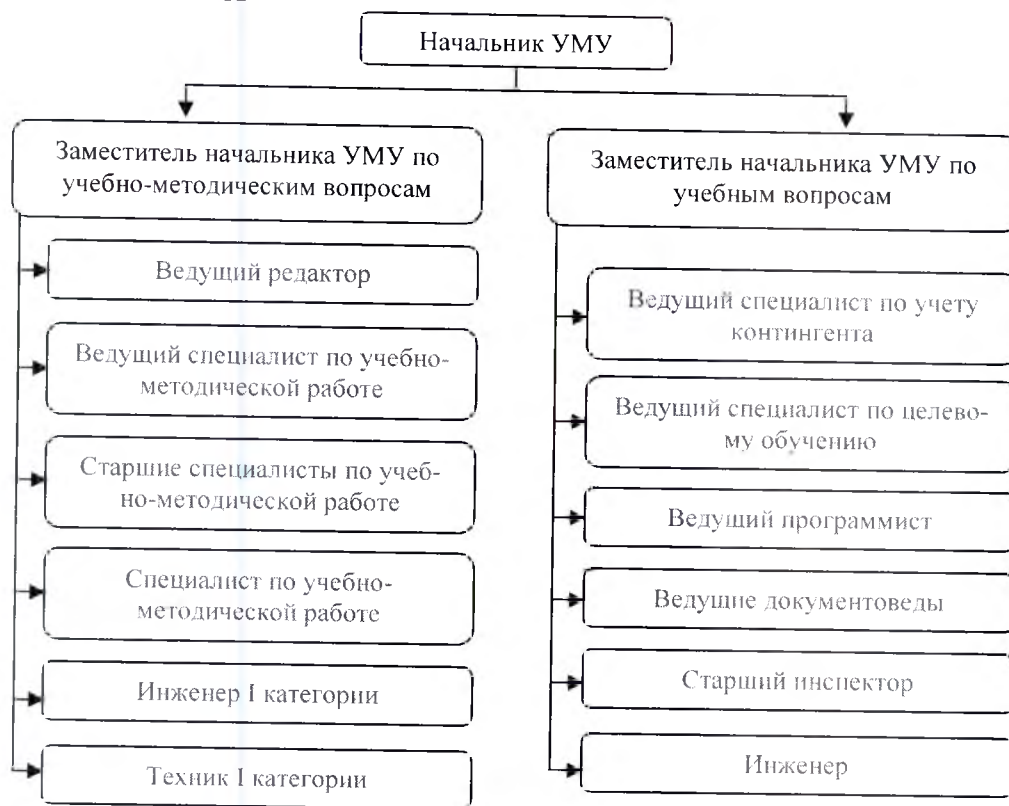 Начальник УМУ
Заместитель начальника УМУ по
учебно-методическим вопросам
Ведущий редактор
Ведущий специалист по учебно-
методической работе
Старшие специалисты по учеб-
но-методической работе
Специалист по учебно-
методической работе
Инженер I категории
Техник I категории
Заместитель начальника УМУ по
учебным вопросам
Ведущий специалист по учету
контингента
Ведущий специалист по целево-
му обучению
Ведущий программист
Ведущие документоведы
Старший инспектор
Инженер